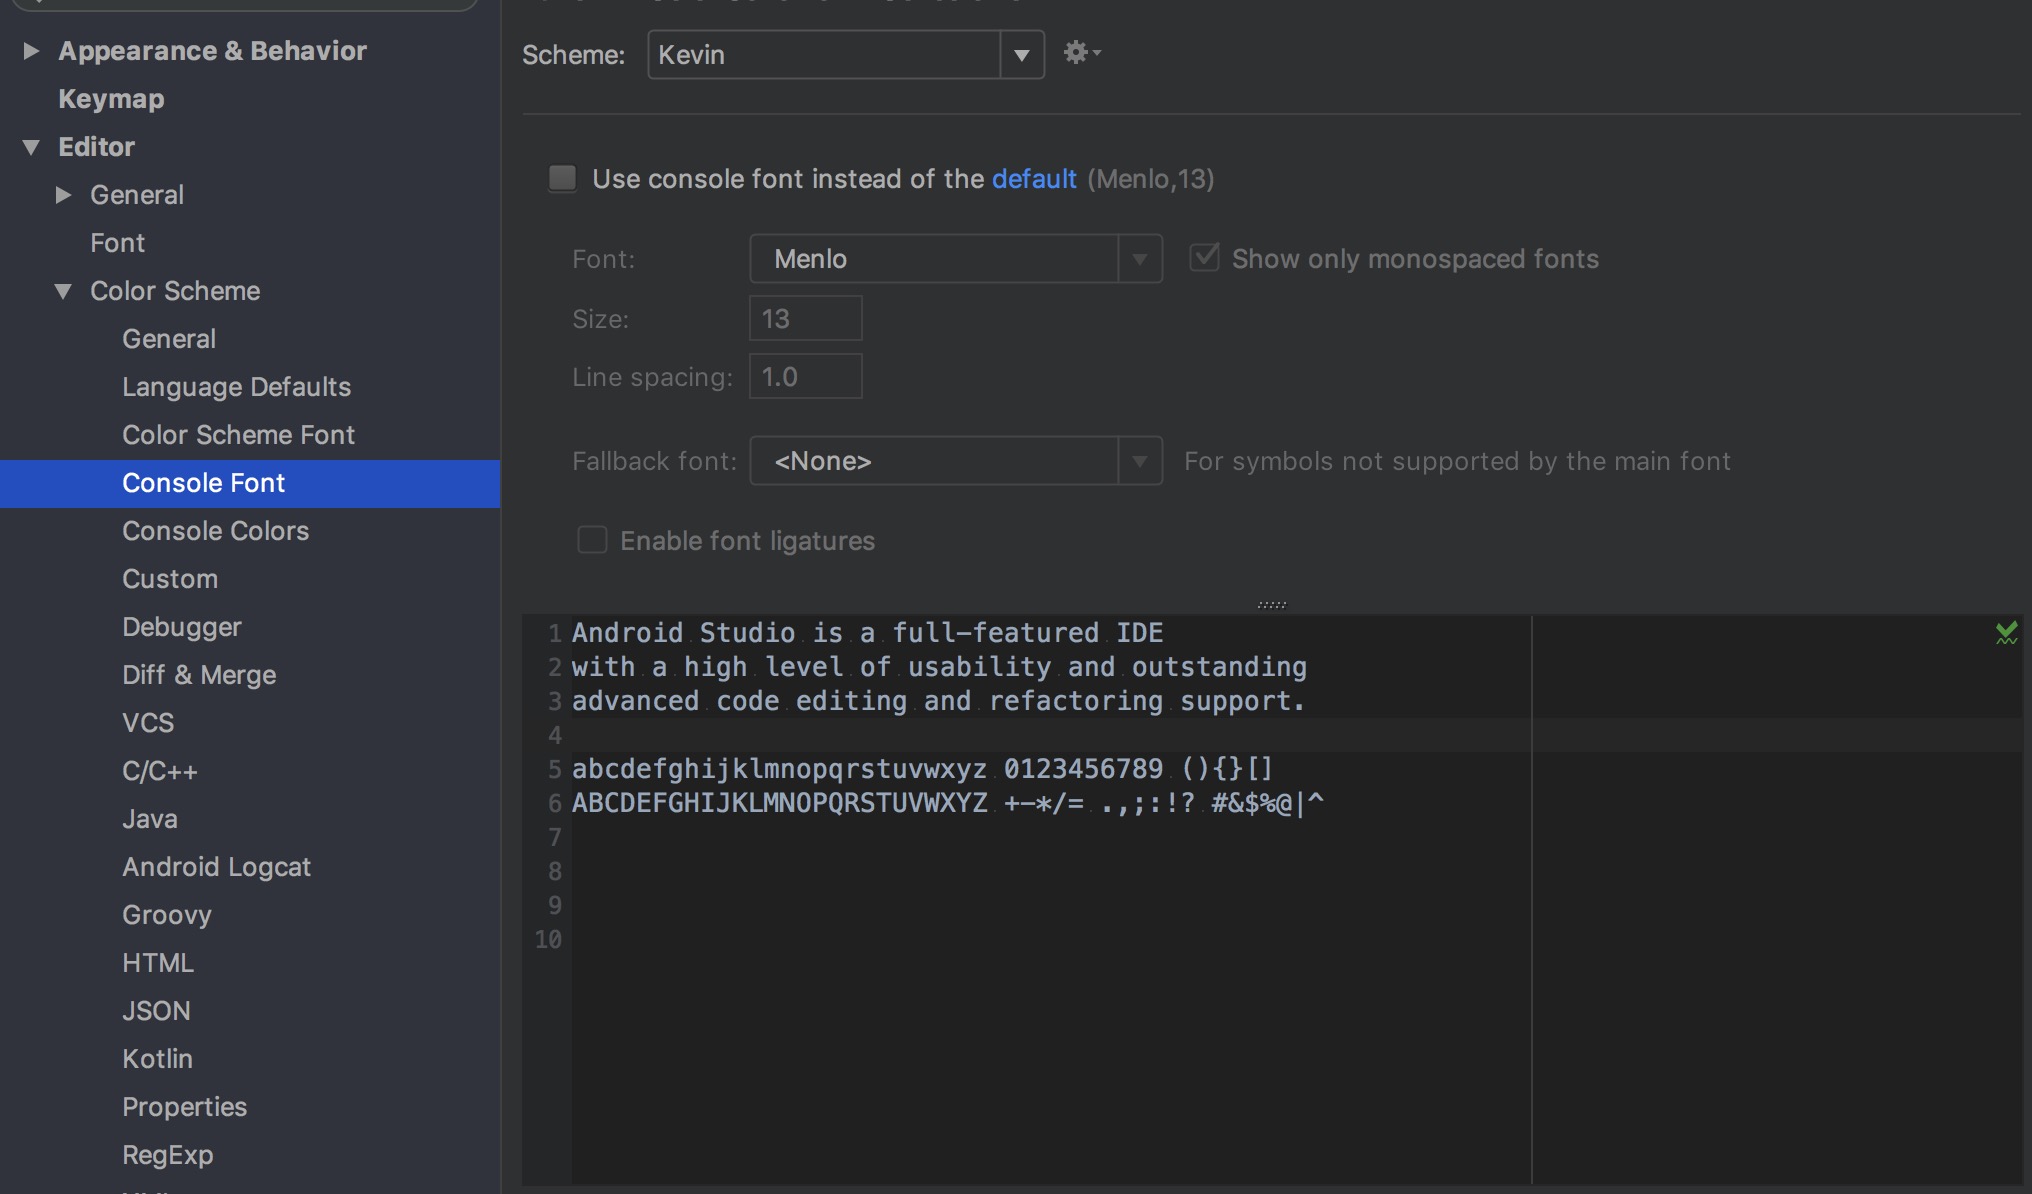 Appearance & Behavior
Keymap
Editor
General
Font
Color Scheme
General
Language Defaults
Color Scheme Font
Console Font
Console Colors
Custom
Debugger
Diff & Merge
VCS
C/C++
Java
Android Logcat
Groovy
HTML
JSON
Kotlin
Properties
RegExp
Scheme: Kevin
Use console font instead of the default (Menlo,13)
Font: Menlo Show only monospaced fonts
Size: 13
Line spacing: 1.0
Fallback font: <None> For symbols not supported by the main font
Enable font ligatures
1 Android Studio is a full-featured IDE
2 with a high level of usability and outstanding
3 advanced code editing and refactoring support.
4
5 abcdefghijklmnopqrstuvwxyz 0123456789 (){}[]
6 ABCDEFGHIJKLMNOPQRSTUVWXYZ +-*/= .,;:!? #&$%@|^
7
8
9
10